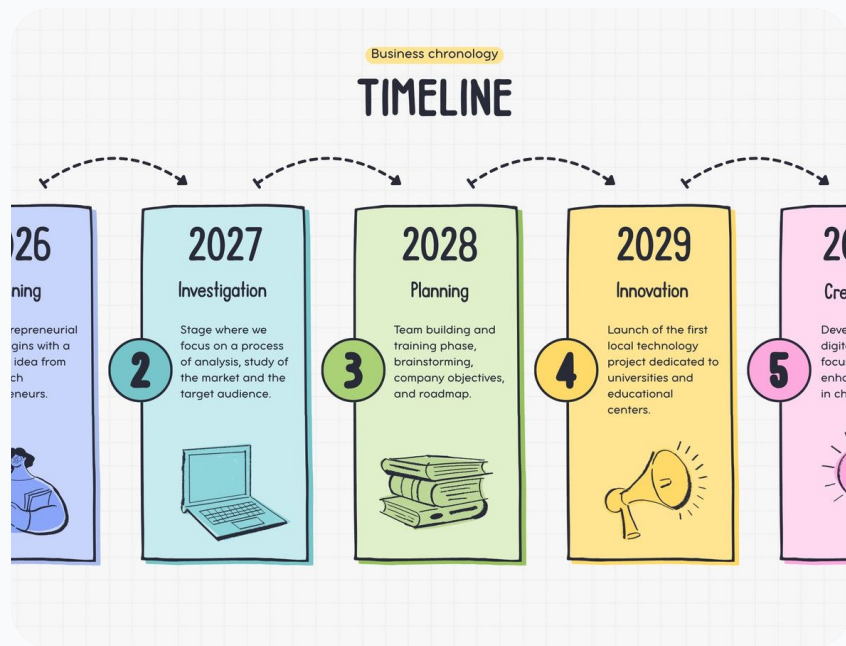 Business chronology
TIMELINE
26
ning
repreneurial
gins with a
idea from
ch
eneurs.
2027
Investigation
Stage where we
focus on a process
of analysis, study of
the market and the
target audience.
2
2028
Planning
Team building and
training phase,
brainstorming,
company objectives,
and roadmap.
3
2029
Innovation
Launch of the first
local technology
project dedicated to
universities and
educational
centers.
4
2
Cre
Deve
digit
focus
enha
in ch
5